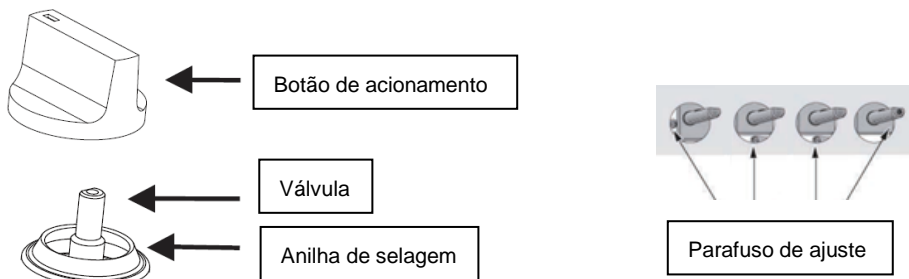 Botão de acionamento
Válvula
Anilha de selagem
Parafuso de ajuste